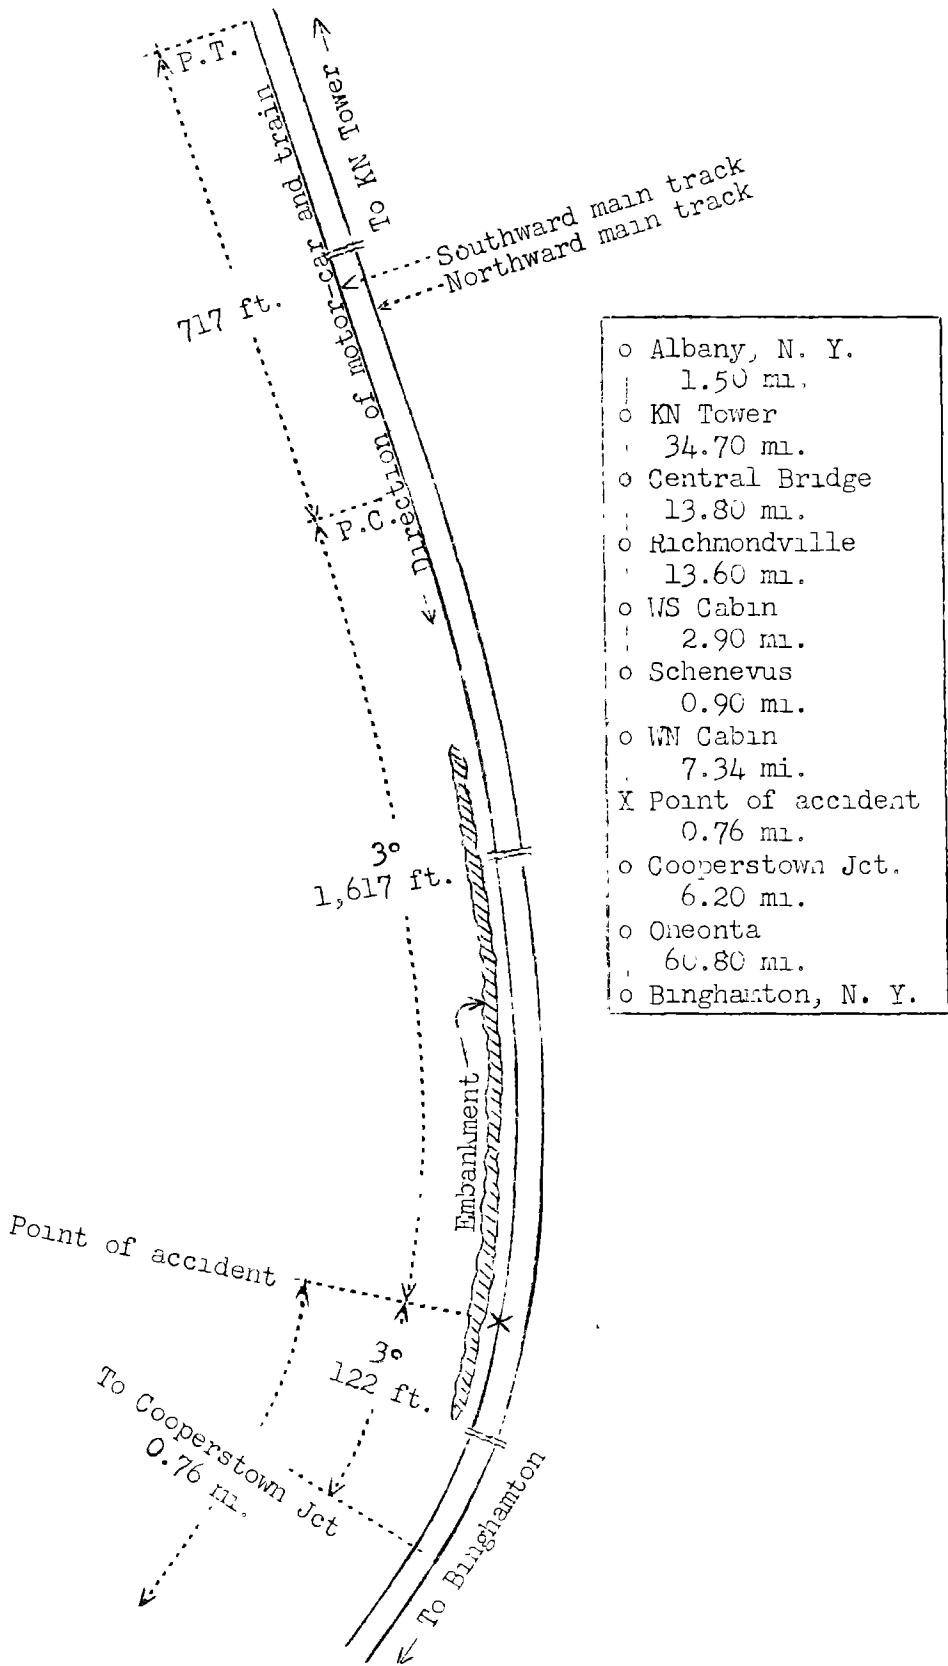 P.T.
To KN Tower
Direction of motor-car and train
Southward main track
Northward main track
717 ft.
P.C.
3°
1,617 ft.
Embankment
Point of accident
3°
122 ft.
To Cooperstown Jct
0.76 mi.
To Binghamton
o Albany, N. Y.
1.50 mi.
o KN Tower
34.70 mi.
o Central Bridge
13.80 mi.
o Richmondville
13.60 mi.
o WS Cabin
2.90 mi.
o Schenevus
0.90 mi.
o WN Cabin
7.34 mi.
X Point of accident
0.76 mi.
o Cooperstown Jct.
6.20 mi.
o Oneonta
60.80 mi.
o Binghamton, N. Y.